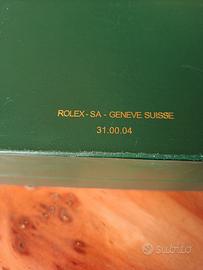 ROLEX - SA - GENEVE SUISSE
31.00.04
subito